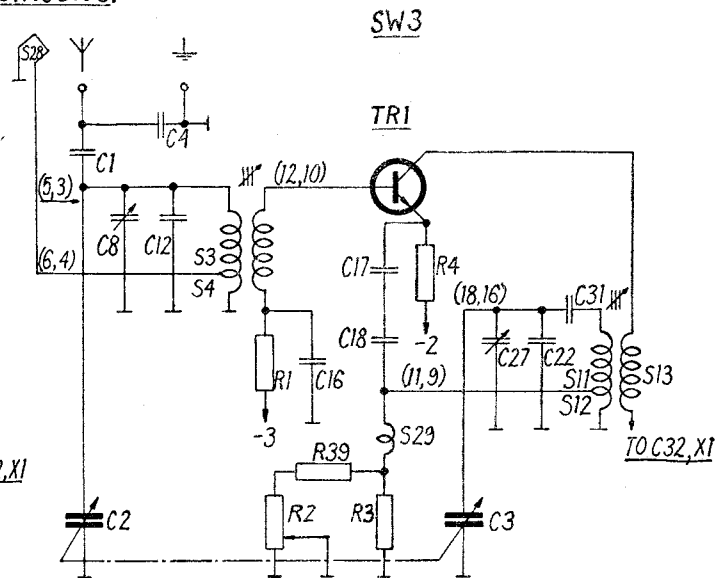 SW3
S28
C4
TR1
C1
(5,3)
(12,10)
C8
C12
S3
S4
(6,4)
C17
R4
(18,16)
C31
C18
-2
C27
C22
S11
S12
S13
R1
C16
(11,9)
-3
S29
TO C32, X1
R39
,X1
C2
R2
R3
C3